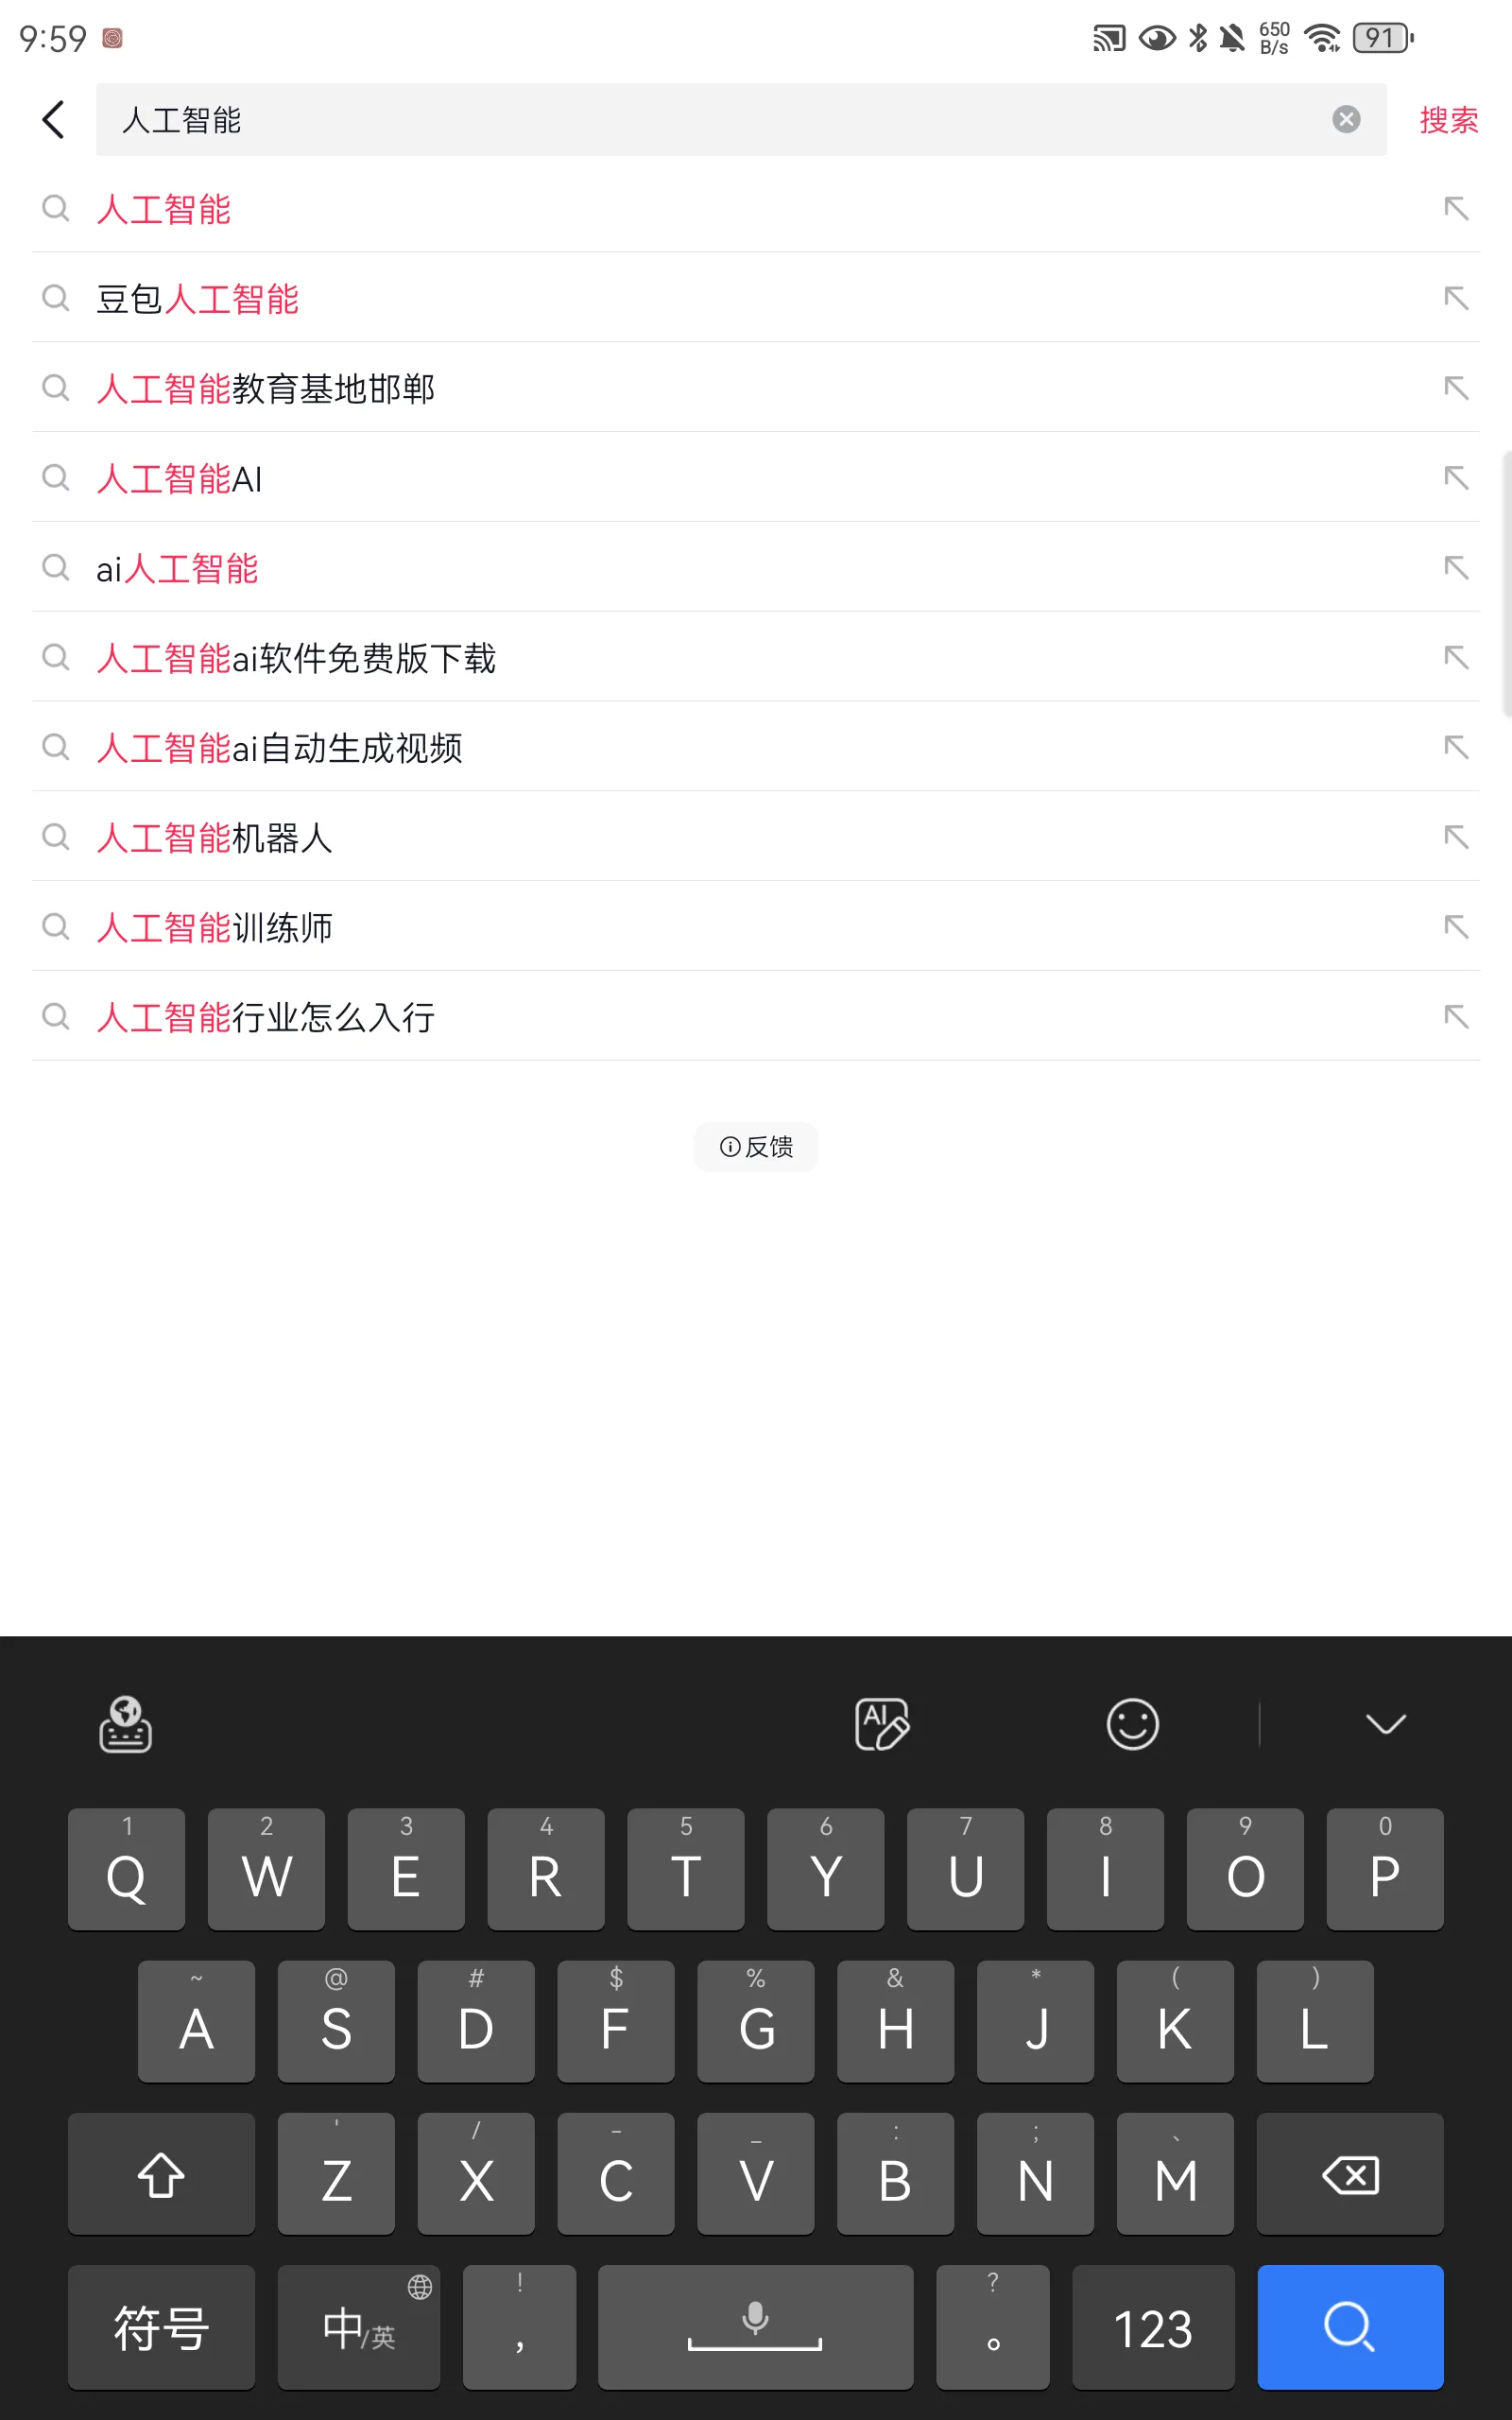 9:59 650 B/s 91
人工智能 搜索
人工智能
豆包人工智能
人工智能教育基地邯郸
人工智能AI
ai人工智能
人工智能ai软件免费版下载
人工智能ai自动生成视频
人工智能机器人
人工智能训练师
人工智能行业怎么入行
反馈
AI
1 2 3 4 5 6 7 8 9 0
Q W E R T Y U I O P
~ @ # $ % & * ( )
A S D F G H J K L
' / - _ : ; 、
Z X C V B N M
! ?
符号 中/英 , 。 123